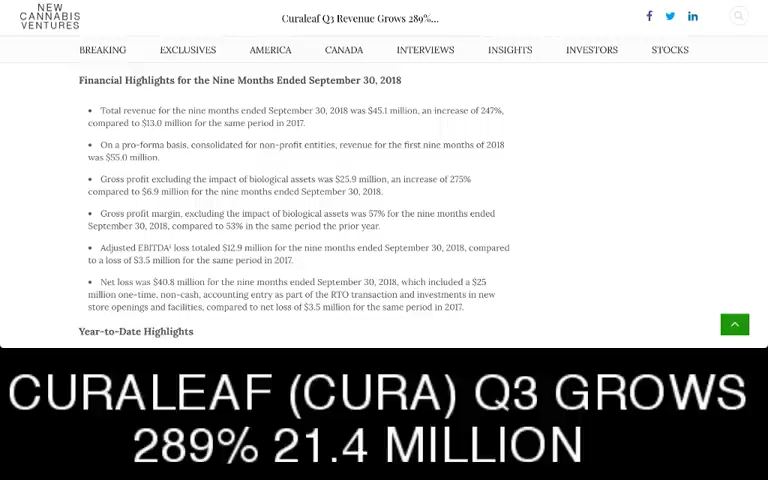 NEW
CANNABIS
VENTURES
Curaleaf Q3 Revenue Grows 289%...
BREAKING EXCLUSIVES AMERICA CANADA INTERVIEWS INSIGHTS INVESTORS STOCKS
Financial Highlights for the Nine Months Ended September 30, 2018
• Total revenue for the nine months ended September 30, 2018 was $45.1 million, an increase of 247%,
compared to $13.0 million for the same period in 2017.
• On a pro-forma basis, consolidated for non-profit entities, revenue for the first nine months of 2018
was $55.0 million.
• Gross profit excluding the impact of biological assets was $25.9 million, an increase of 275%
compared to $6.9 million for the nine months ended September 30, 2018.
• Gross profit margin, excluding the impact of biological assets was 57% for the nine months ended
September 30, 2018, compared to 53% in the same period the prior year.
• Adjusted EBITDA¹ loss totaled $12.9 million for the nine months ended September 30, 2018, compared
to a loss of $3.5 million for the same period in 2017.
• Net loss was $40.8 million for the nine months ended September 30, 2018, which included a $25
million one-time, non-cash, accounting entry as part of the RTO transaction and investments in new
store openings and facilities, compared to net loss of $3.5 million for the same period in 2017.
Year-to-Date Highlights
CURALEAF (CURA) Q3 GROWS
289% 21.4 MILLION